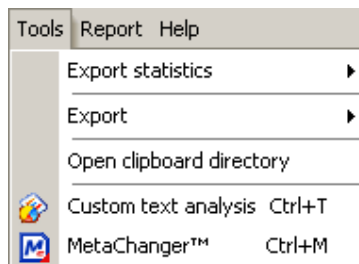 Tools Report Help
Export statistics
Export
Open clipboard directory
Custom text analysis Ctrl+T
MetaChanger™ Ctrl+M